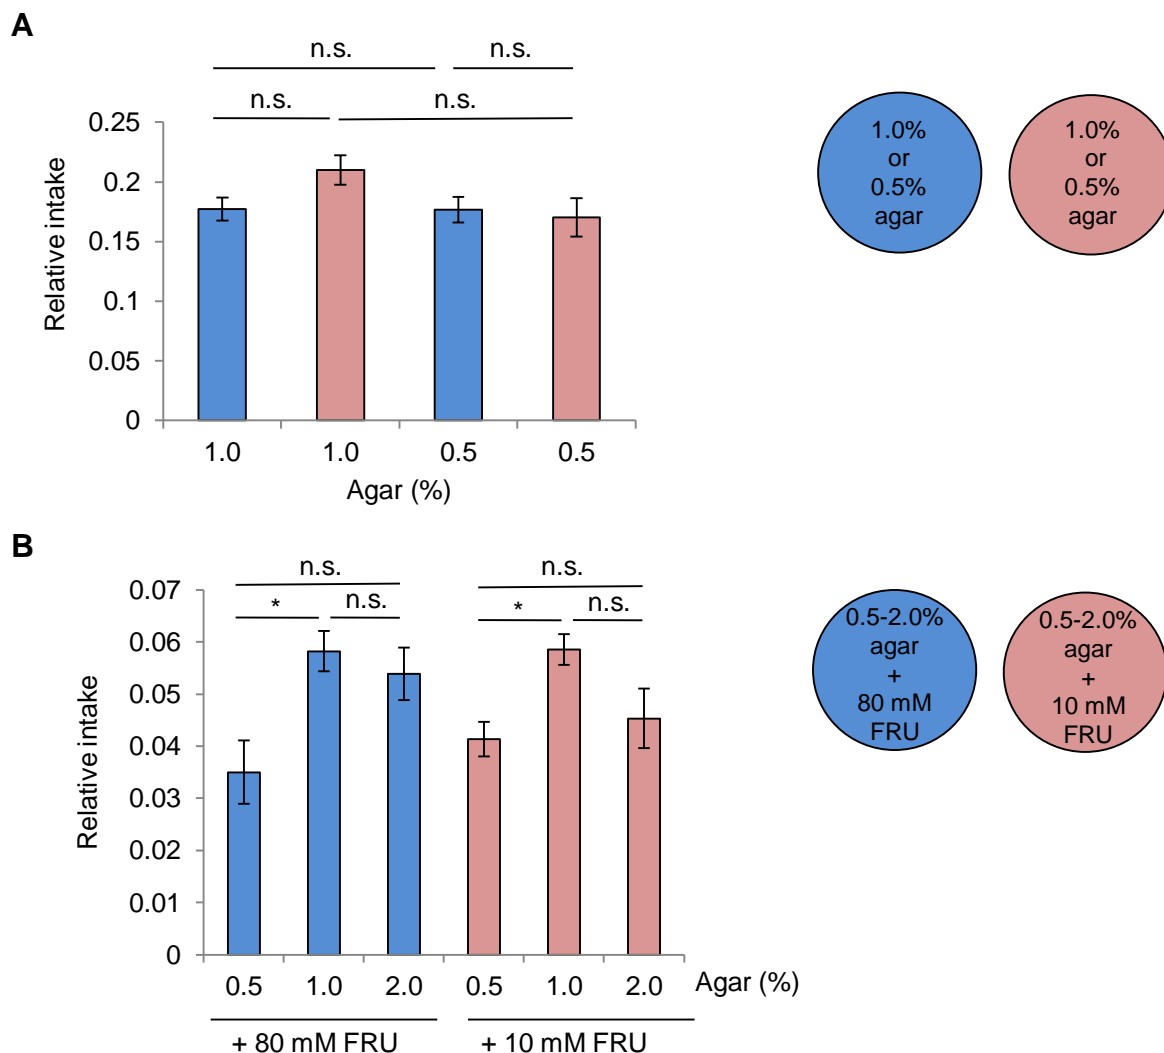 A
n.s.
n.s.
n.s.
n.s.
0.25
0.2
0.15
0.1
0.05
0
Relative intake
1.0
1.0
0.5
0.5
Agar (%)
1.0%
or
0.5%
agar
1.0%
or
0.5%
agar
B
n.s.
n.s.
*
n.s.
*
n.s.
0.07
0.06
0.05
0.04
0.03
0.02
0.01
0
Relative intake
0.5
1.0
2.0
0.5
1.0
2.0
Agar (%)
+ 80 mM FRU
+ 10 mM FRU
0.5-2.0%
agar
+
80 mM
FRU
0.5-2.0%
agar
+
10 mM
FRU